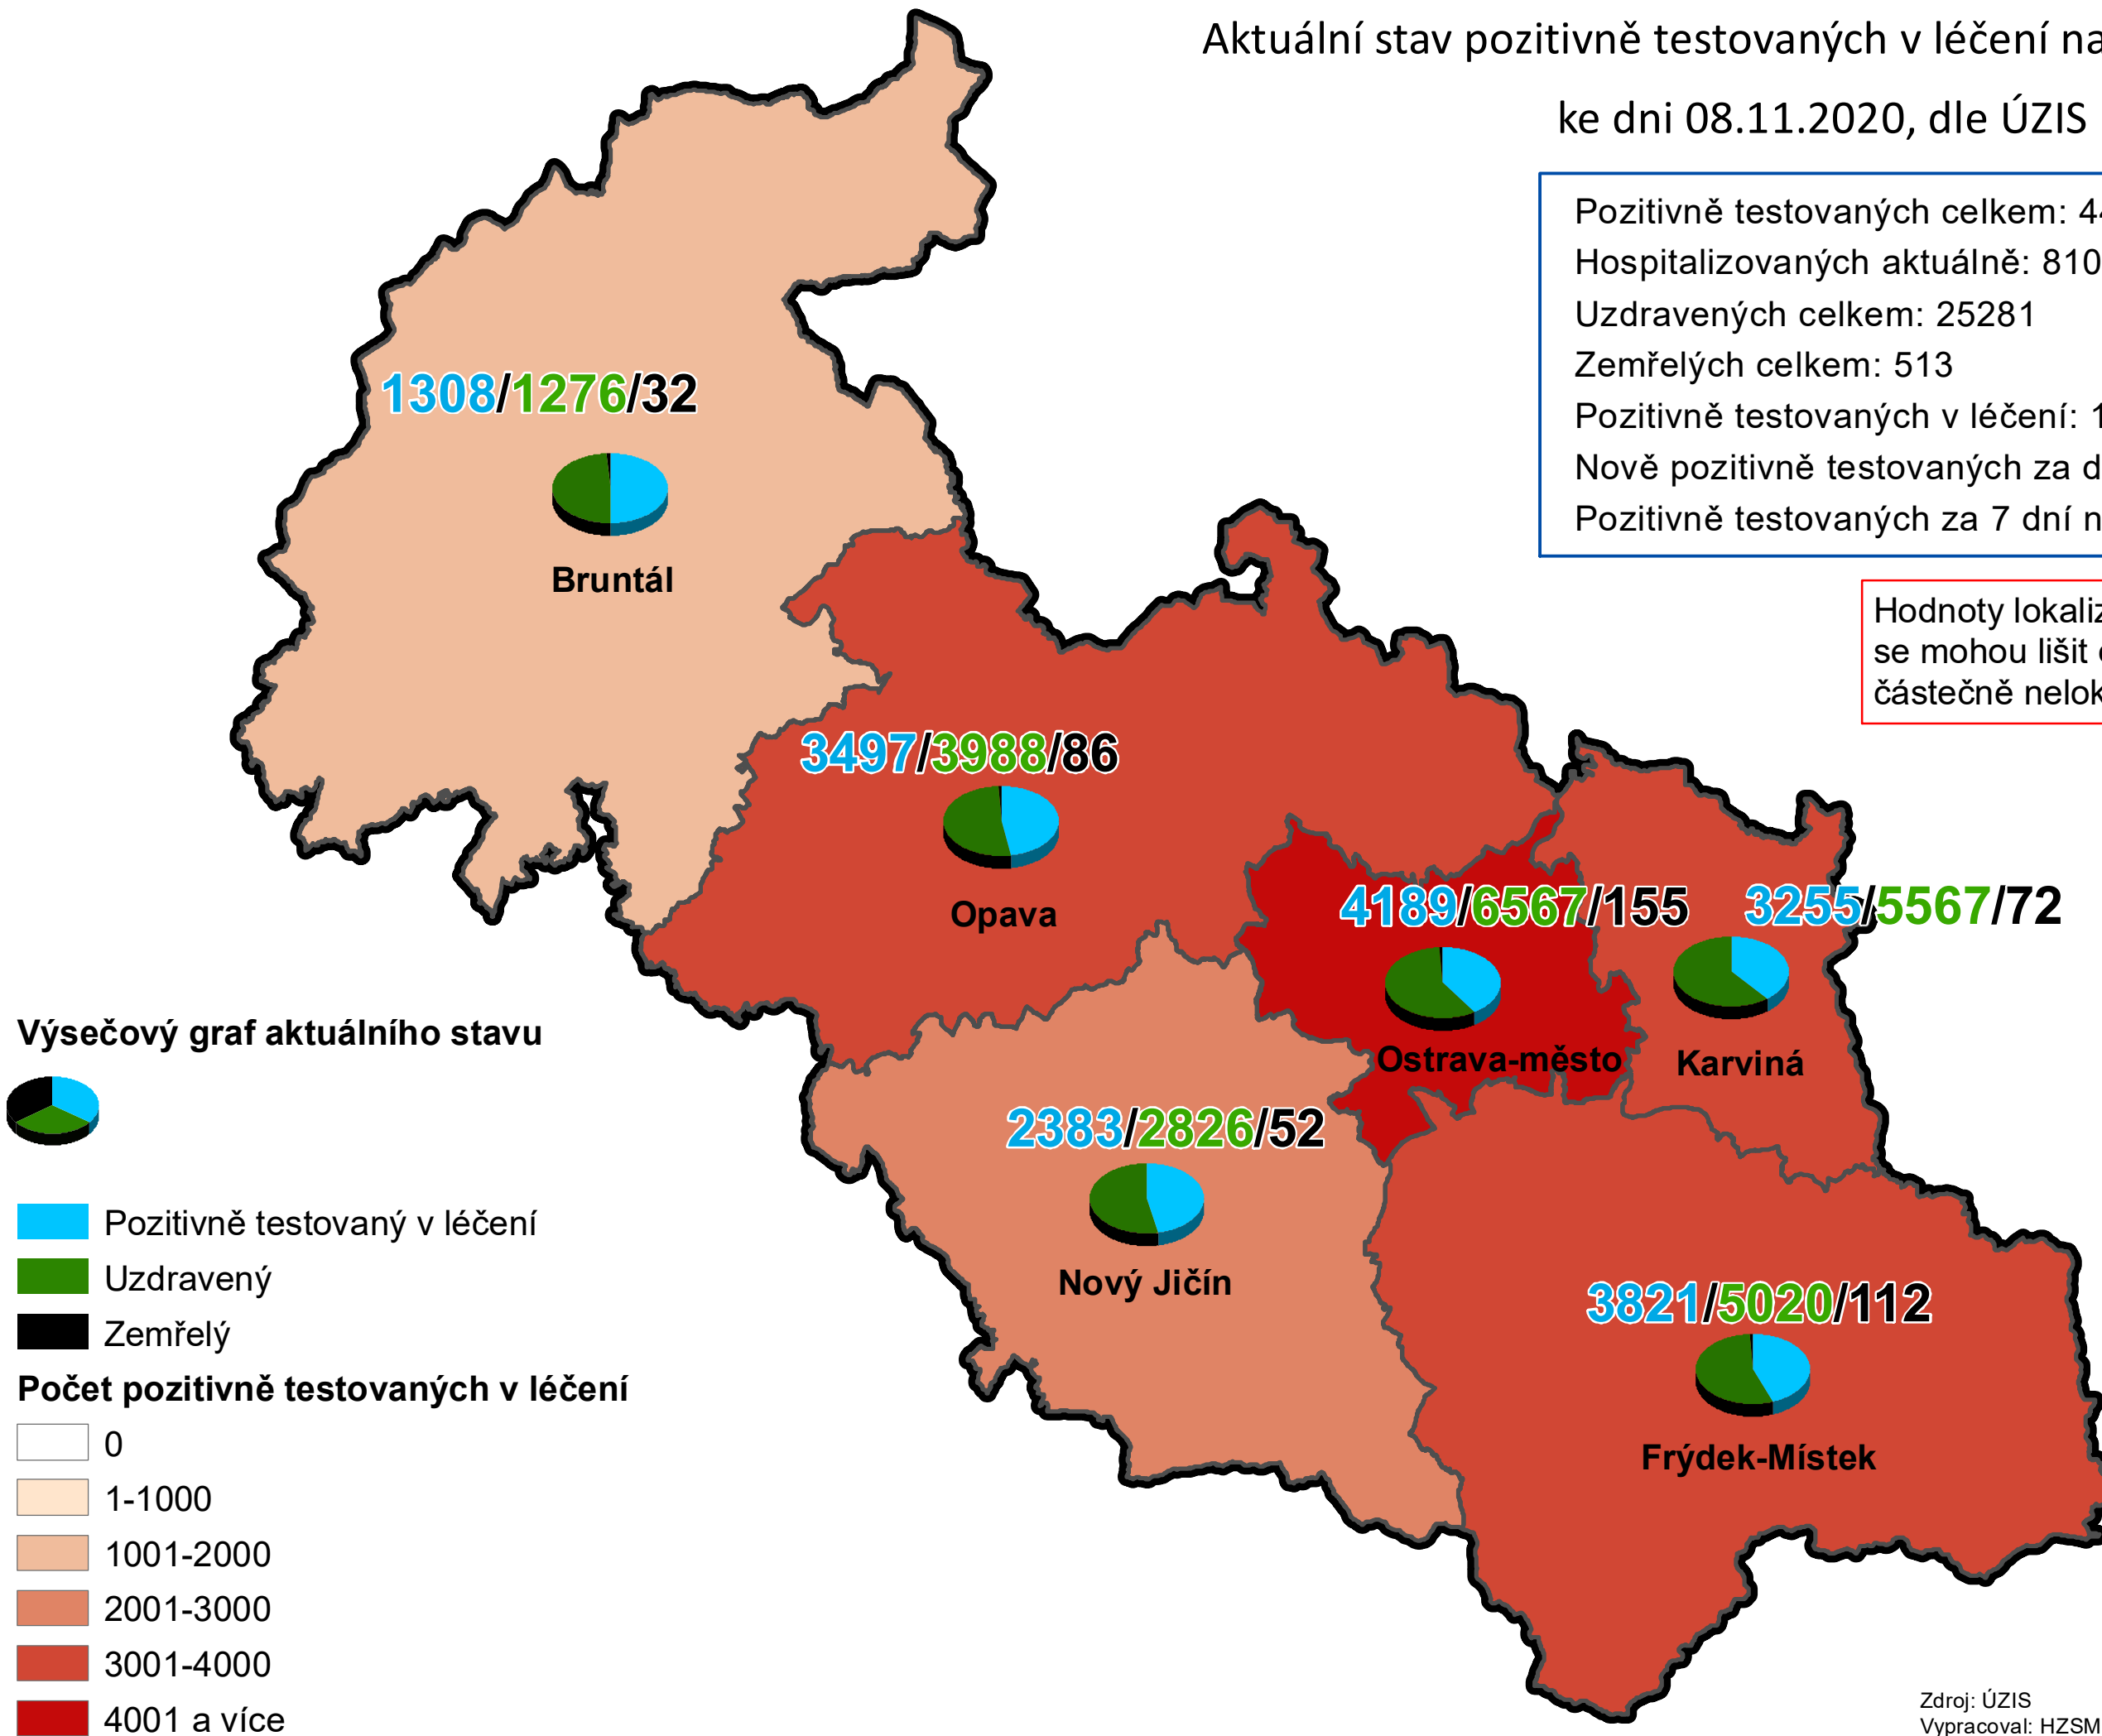 Aktuální stav pozitivně testovaných v léčení na
ke dni 08.11.2020, dle ÚZIS
Pozitivně testovaných celkem: 44
Hospitalizovaných aktuálně: 810
Uzdravených celkem: 25281
Zemřelých celkem: 513
Pozitivně testovaných v léčení: 1
Nově pozitivně testovaných za d
Pozitivně testovaných za 7 dní n
Hodnoty lokaliz
se mohou lišit
částečně nelok
1308/1276/32
Bruntál
3497/3988/86
Opava
4189/6567/155
Ostrava-město
3255/5567/72
Karviná
2383/2826/52
Nový Jičín
3821/5020/112
Frýdek-Místek
Výsečový graf aktuálního stavu
Pozitivně testovaný v léčení
Uzdravený
Zemřelý
Počet pozitivně testovaných v léčení
0
1-1000
1001-2000
2001-3000
3001-4000
4001 a více
Zdroj: ÚZIS
Vypracoval: HZSM